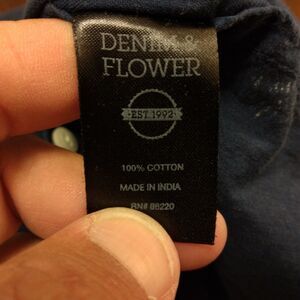 DENIM &
FLOWER
EST 1992
100% COTTON
MADE IN INDIA
RN# 86220